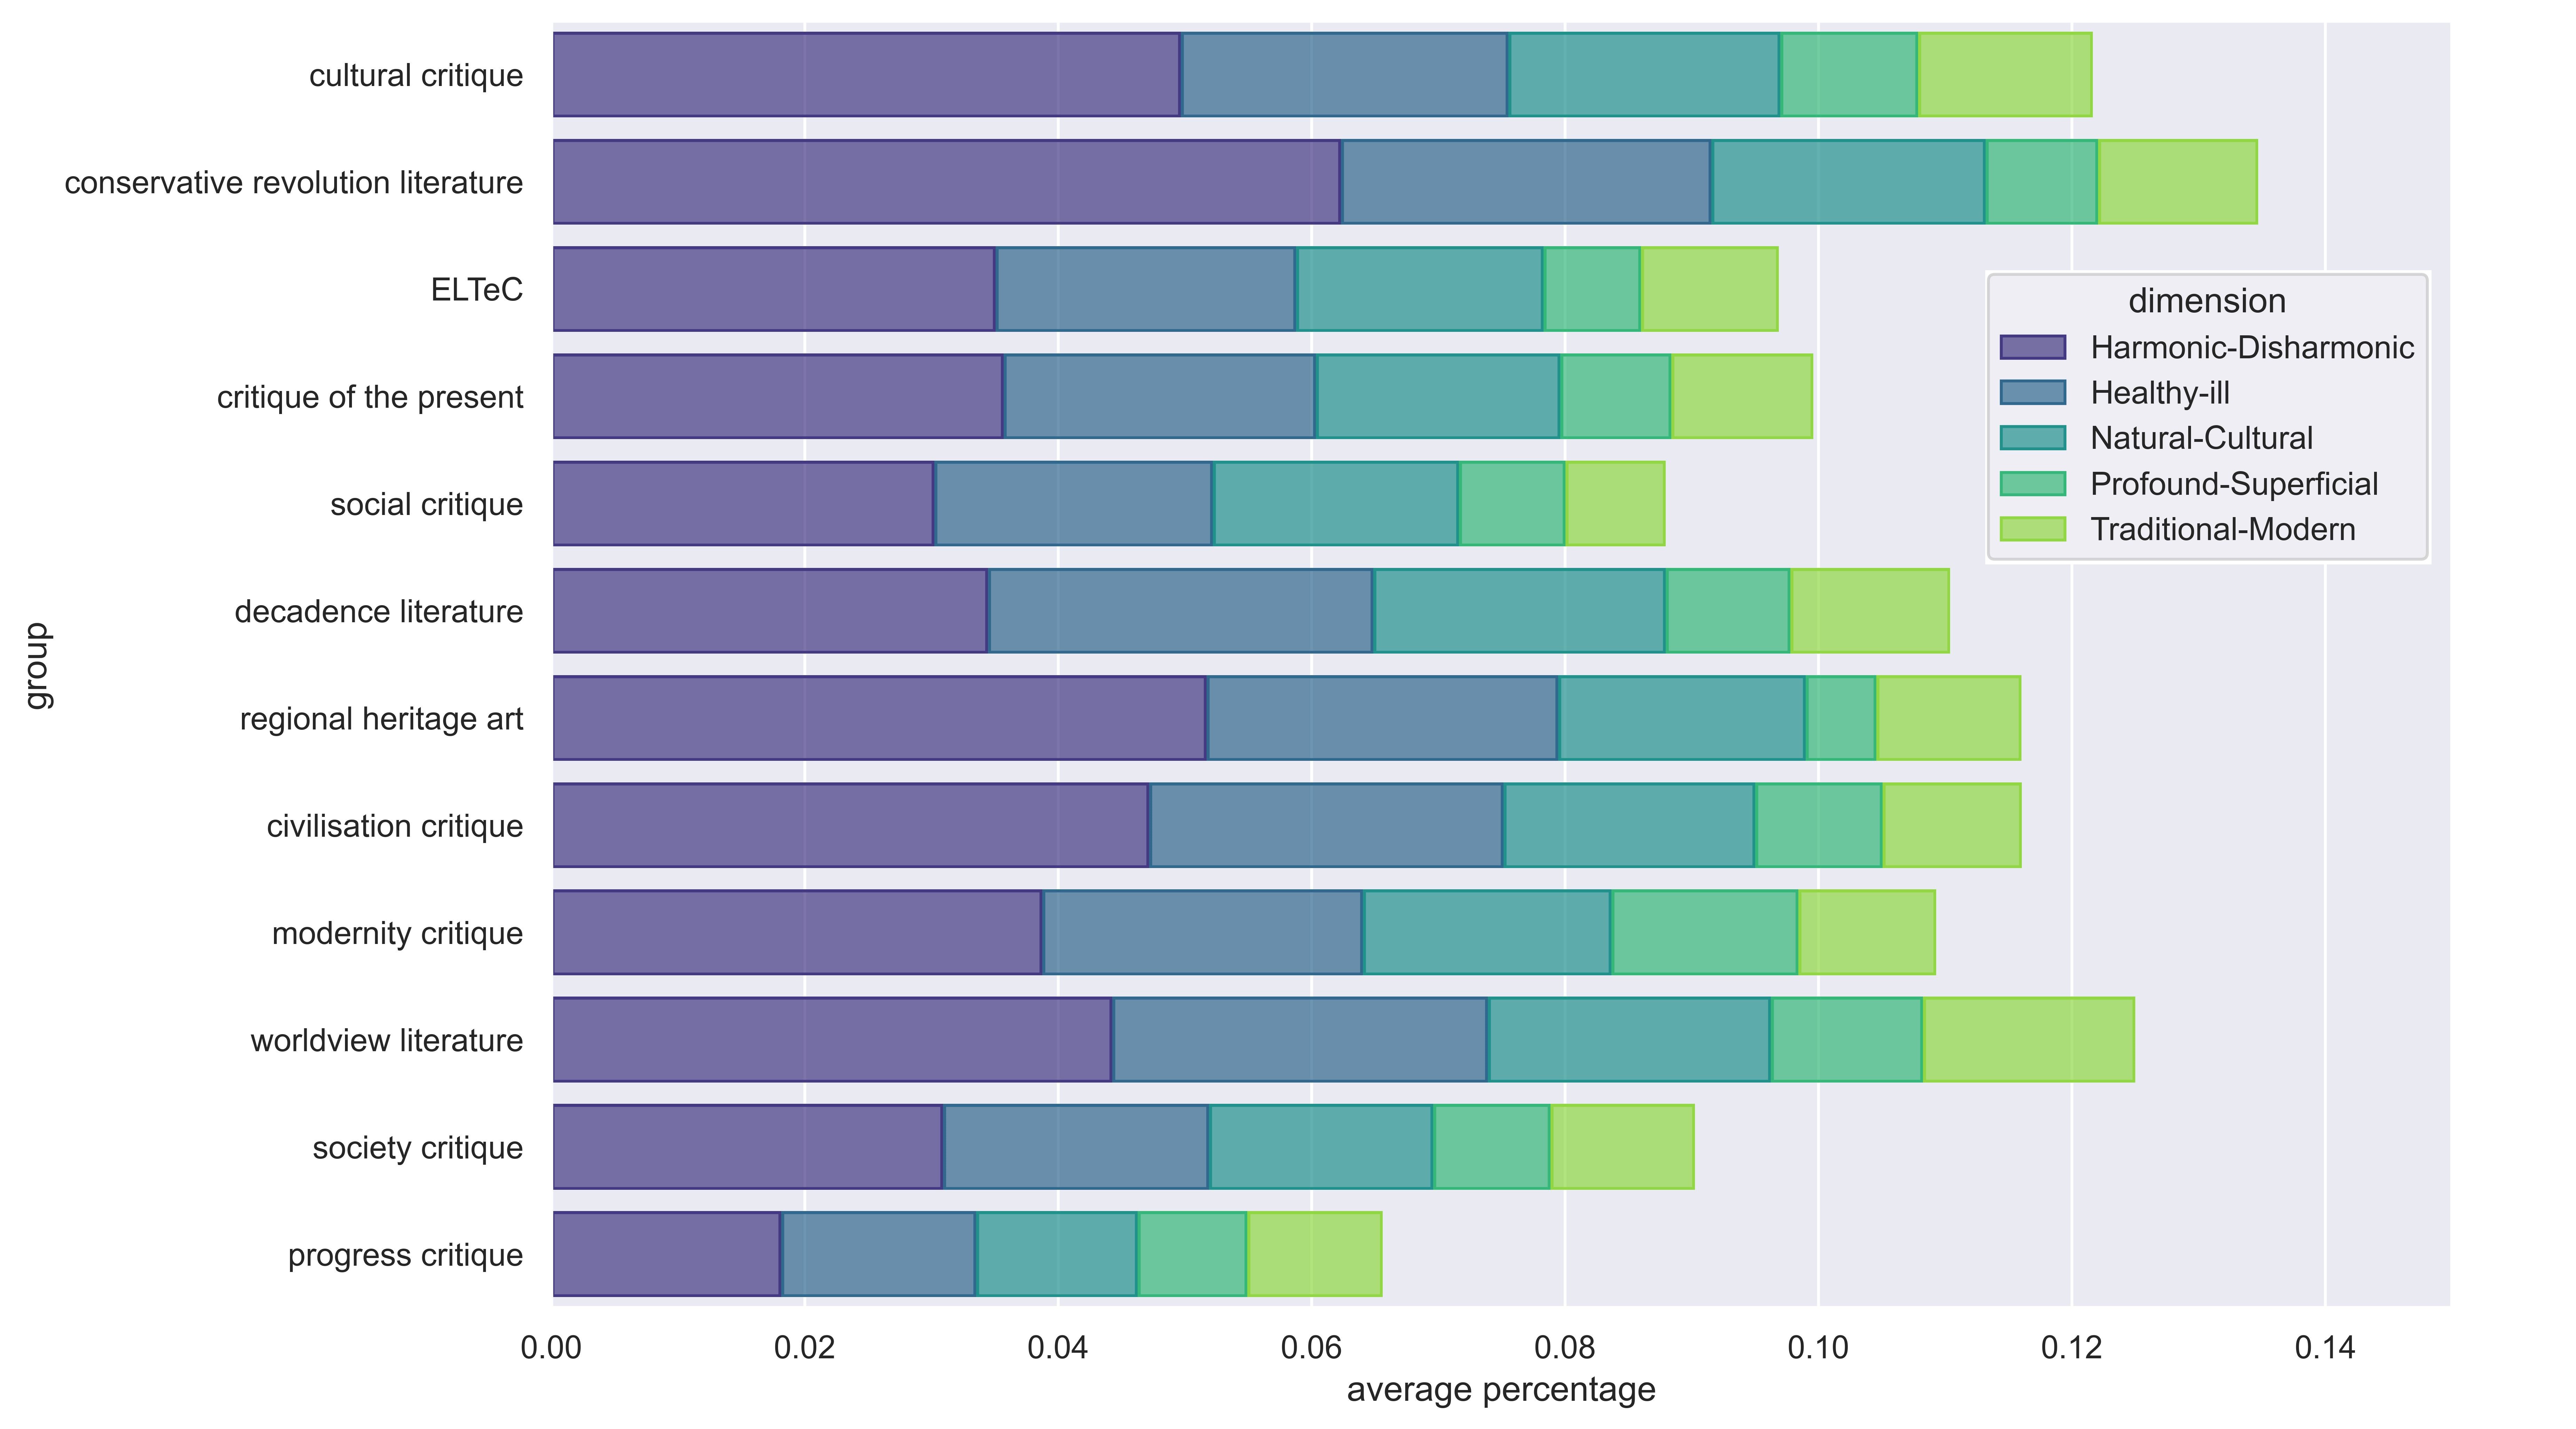 cultural critique
conservative revolution literature
ELTeC
critique of the present
social critique
decadence literature
regional heritage art
civilisation critique
modernity critique
worldview literature
society critique
progress critique
group
dimension
Harmonic-Disharmonic
Healthy-ill
Natural-Cultural
Profound-Superficial
Traditional-Modern
0.00 0.02 0.04 0.06 0.08 0.10 0.12 0.14
average percentage